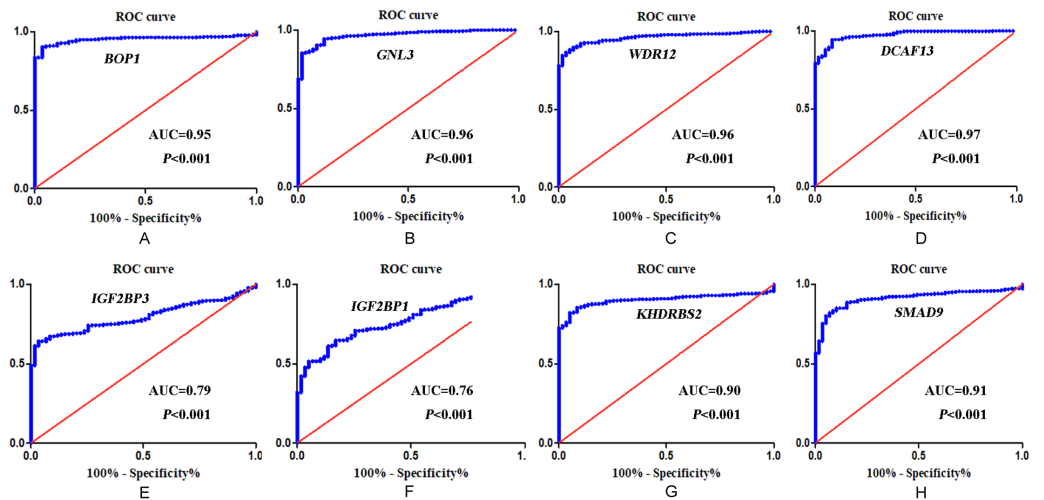 ROC curve ROC curve ROC curve ROC curve
1.0 1.0 1.0 1.0
BOP1 GNL3 WDR12 DCAF13
0.5 0.5 0.5 0.5
AUC=0.95 AUC=0.96 AUC=0.96 AUC=0.97
P<0.001 P<0.001 P<0.001 P<0.001
0.0 0.0 0.0 0.0
0.0 0.5 1.0 0.0 0.5 1.0 0.0 0.5 1.0 0.0 0.5 1.0
100% - Specificity% 100% - Specificity% 100% - Specificity% 100% - Specificity%
A B C D
ROC curve ROC curve ROC curve ROC curve
1.0 1.0 1.0 1.0
IGF2BP3 IGF2BP1 KHDRBS2 SMAD9
0.5 0.5 0.5 0.5
AUC=0.79 AUC=0.76 AUC=0.90 AUC=0.91
P<0.001 P<0.001 P<0.001 P<0.001
0.0 0.0 0.0 0.0
0.0 0.5 1.0 0.0 0.5 1.0 0.0 0.5 1.0 0.0 0.5 1.0
100% - Specificity% 100% - Specificity% 100% - Specificity% 100% - Specificity%
E F G H